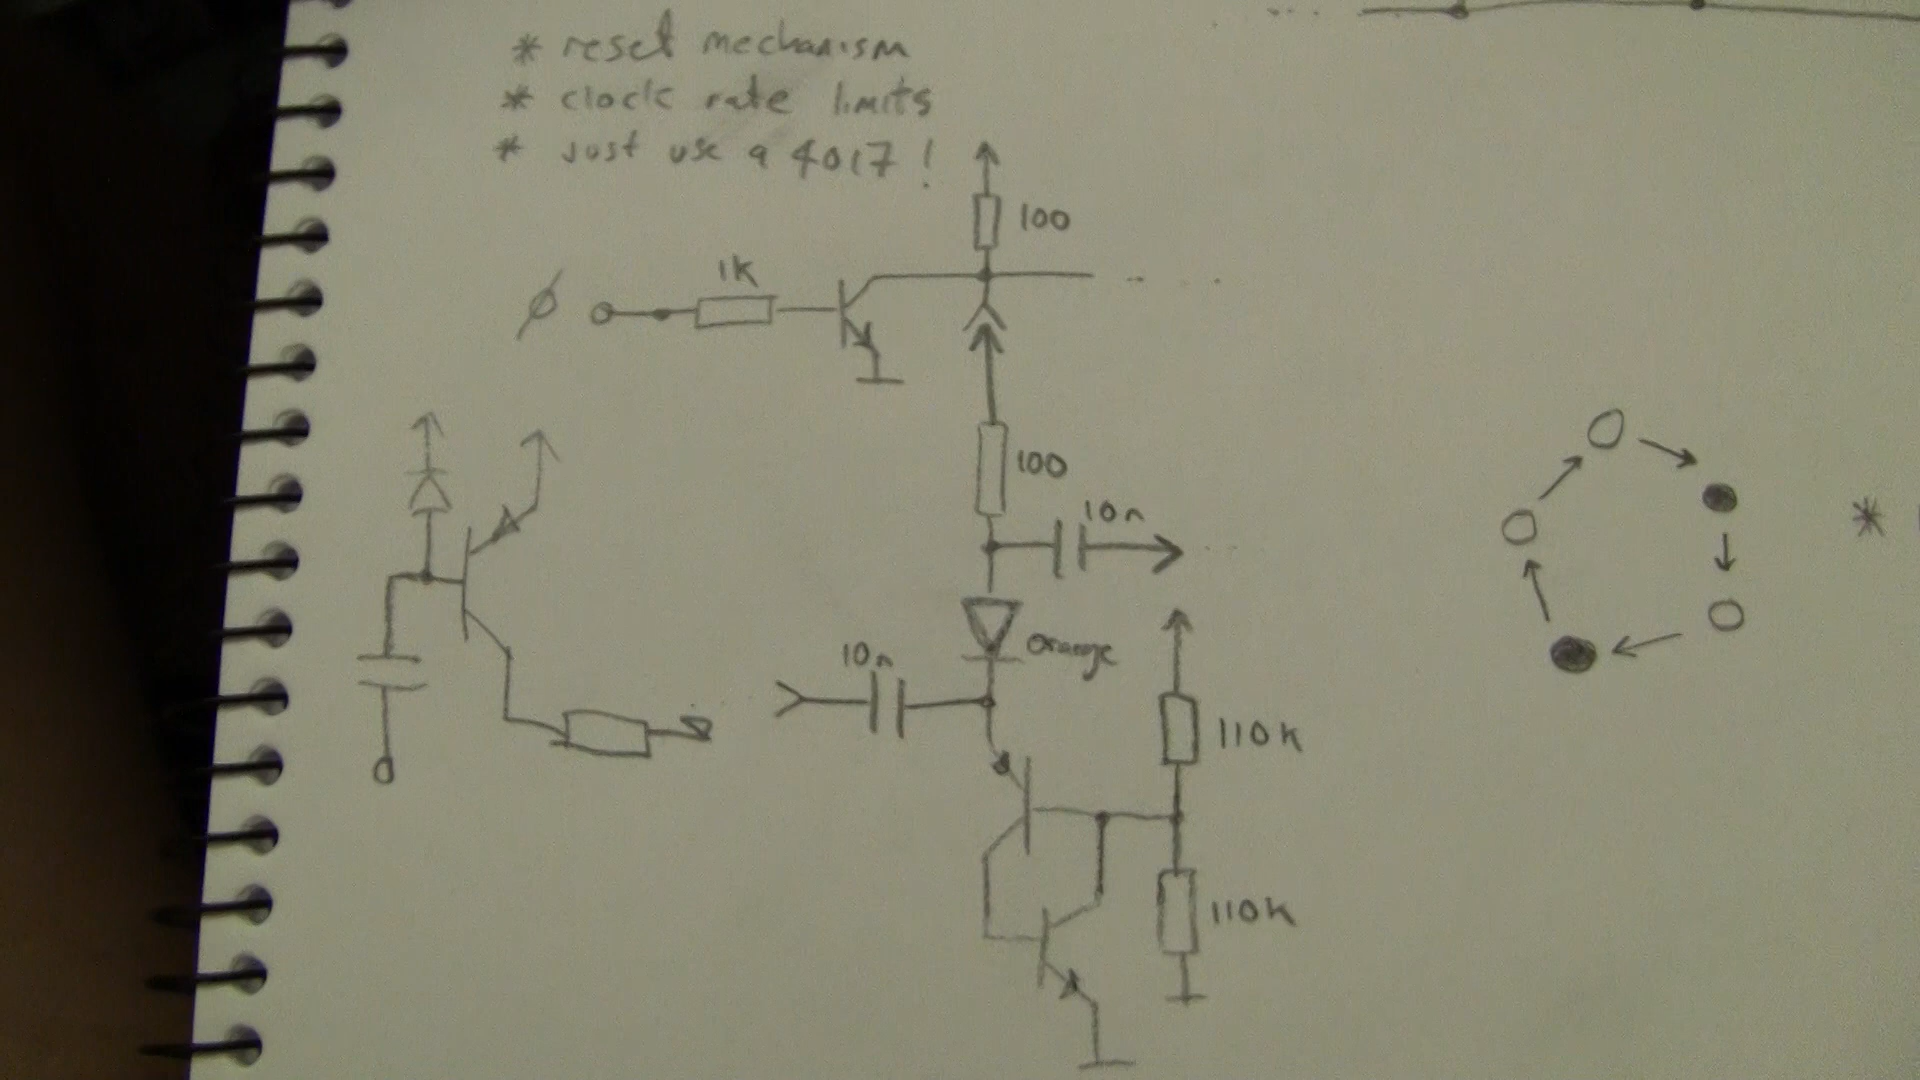 * reset mechanism
* clock rate limits
* just use a 4017!
100
1k
ø
100
10n
orange
10n
110k
110k
*